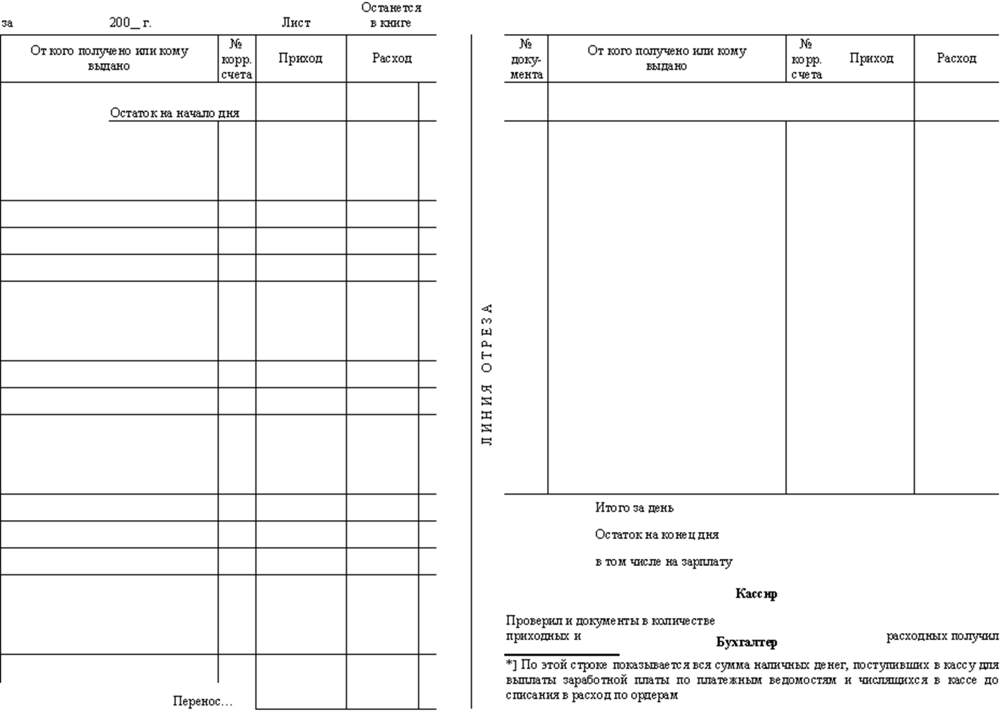 Останется
за 200_ г. Лист в книге
От кого получено или кому
выдано
№
корр.
счета
Приход
Расход
Остаток на начало дня
Перенос...
ЛИНИЯ ОТРЕЗА
№
доку-
мента
От кого получено или кому
выдано
№
корр.
счета
Приход
Расход
Итого за день
Остаток на конец дня
в том числе на зарплату
Кассир
Проверил и документы в количестве
приходных и расходных получил
Бухгалтер
*] По этой строке показывается вся сумма наличных денег, поступивших в кассу для
выплаты заработной платы по платежным ведомостям и числящихся в кассе до
списания в расход по ордерам